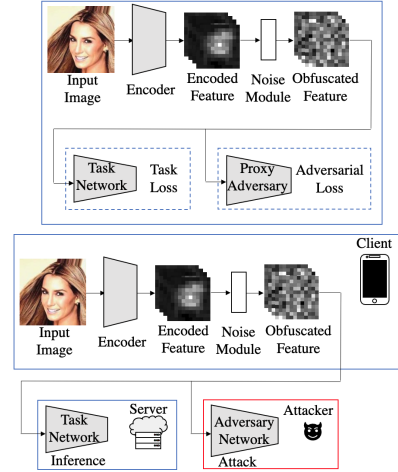 Input
Image
Encoder
Encoded
Feature
Noise
Module
Obfuscated
Feature
Task
Network
Task
Loss
Proxy
Adversary
Adversarial
Loss
Client
Input
Image
Encoder
Encoded
Feature
Noise
Module
Obfuscated
Feature
Task
Network
Server
Inference
Adversary
Network
Attacker
Attack